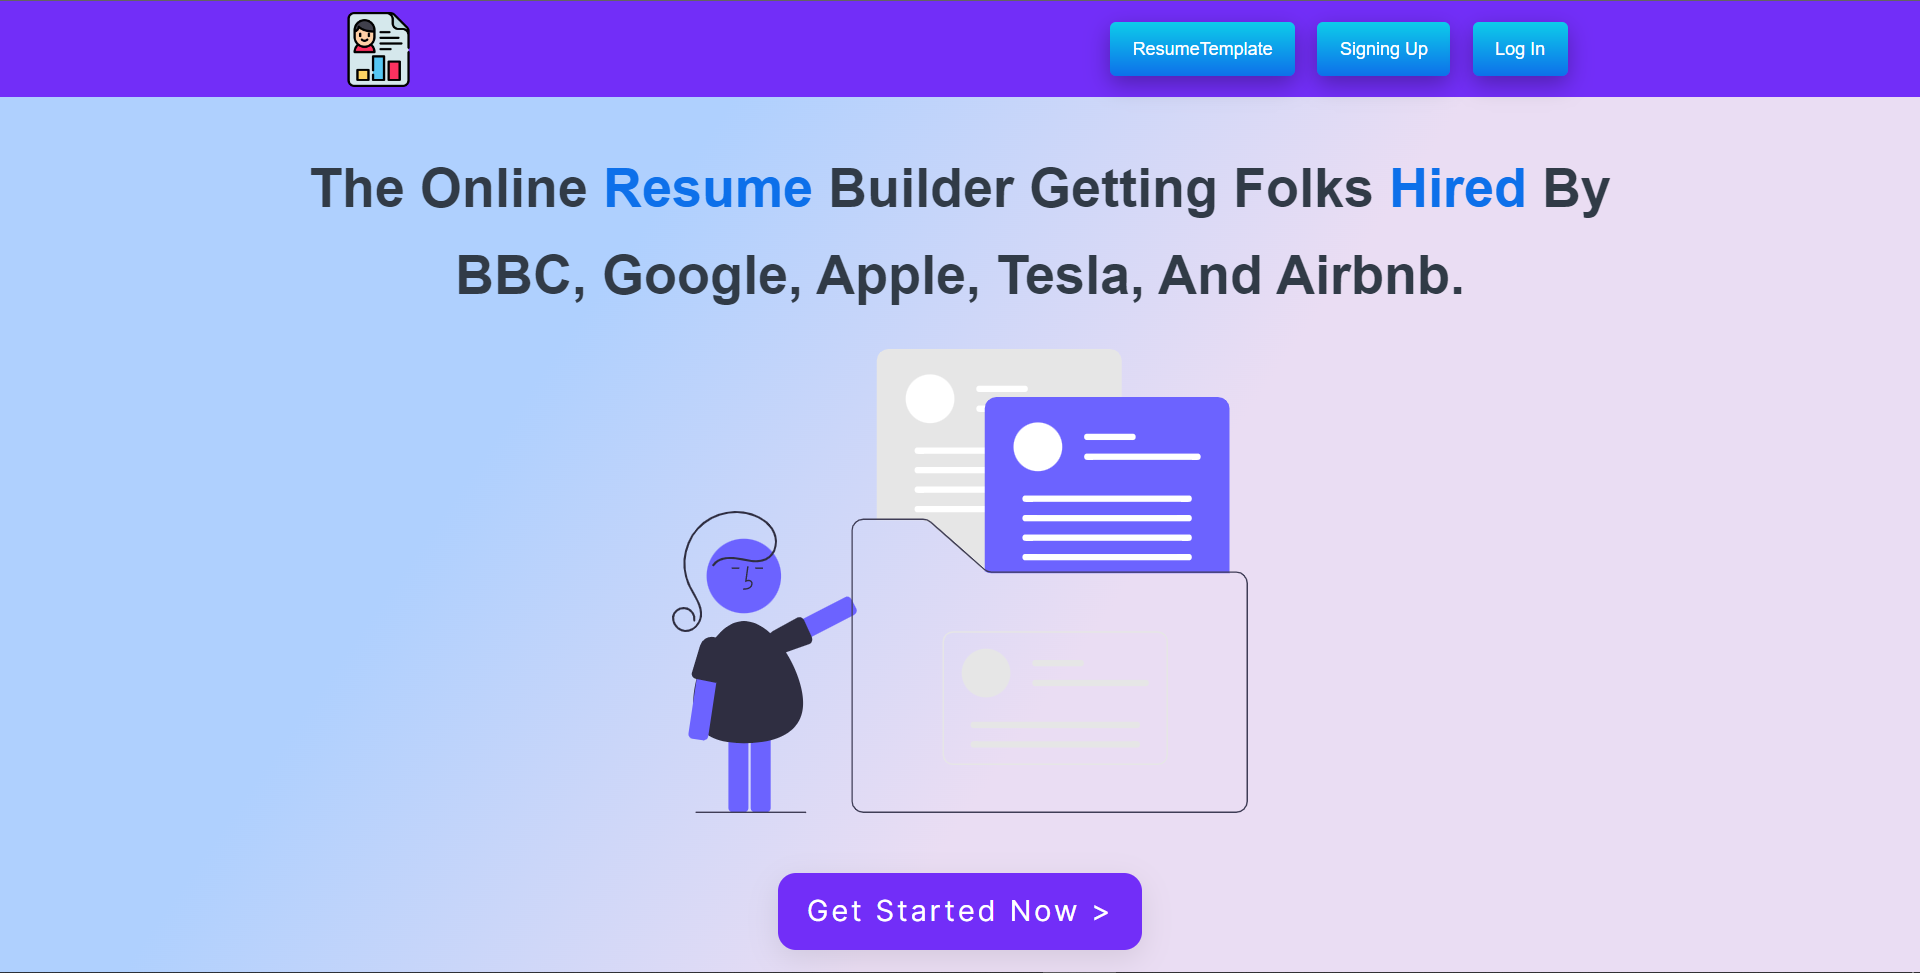 ResumeTemplate
Signing Up
Log In
The Online Resume Builder Getting Folks Hired By
BBC, Google, Apple, Tesla, And Airbnb.
Get Started Now >